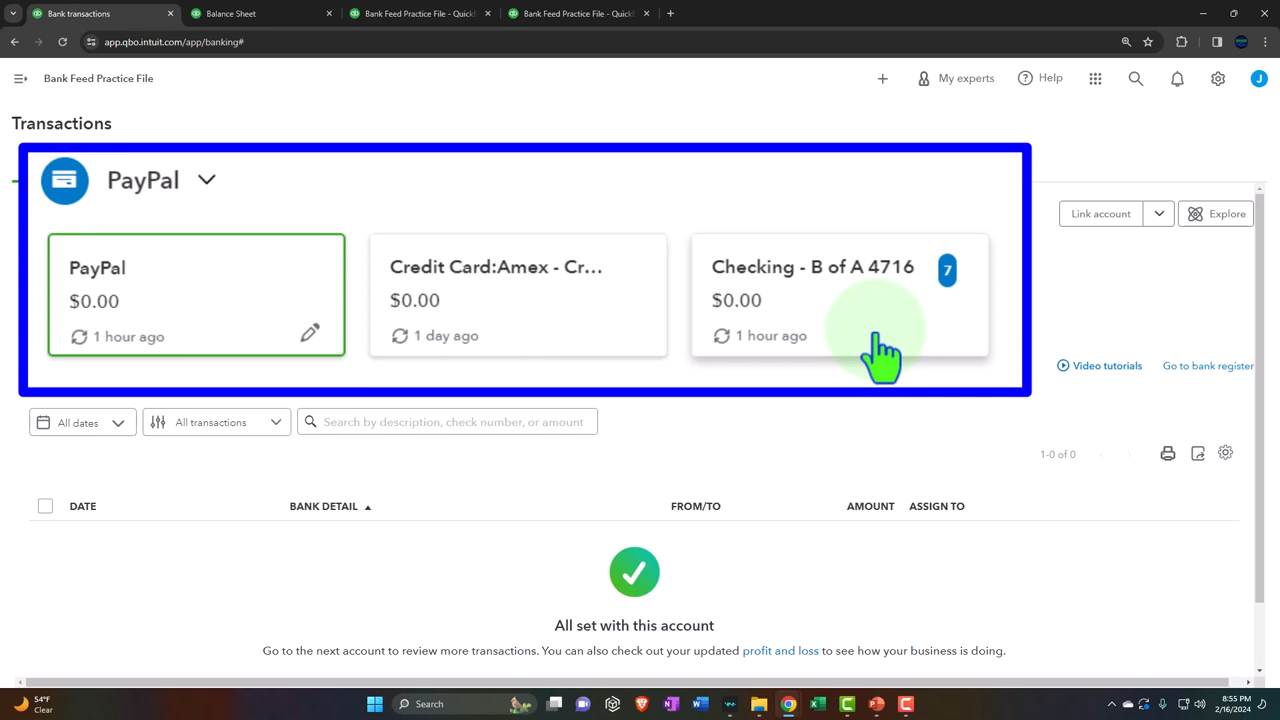 Bank transactions
Balance Sheet
Bank Feed Practice File – Quick
Bank Feed Practice File – Quick
app.qbo.intuit.com/app/banking#
Bank Feed Practice File
My experts
Help
J
Transactions
PayPal
Link account
Explore
PayPal
$0.00
1 hour ago
Credit Card:Amex - Cr...
$0.00
1 day ago
Checking - B of A 4716
7
$0.00
1 hour ago
Video tutorials
Go to bank register
All dates
All transactions
Search by description, check number, or amount
1-0 of 0
DATE
BANK DETAIL
FROM/TO
AMOUNT
ASSIGN TO
All set with this account
Go to the next account to review more transactions. You can also check out your updated profit and loss to see how your business is doing.
54°F
Clear
Search
8:55 PM
2/16/2024